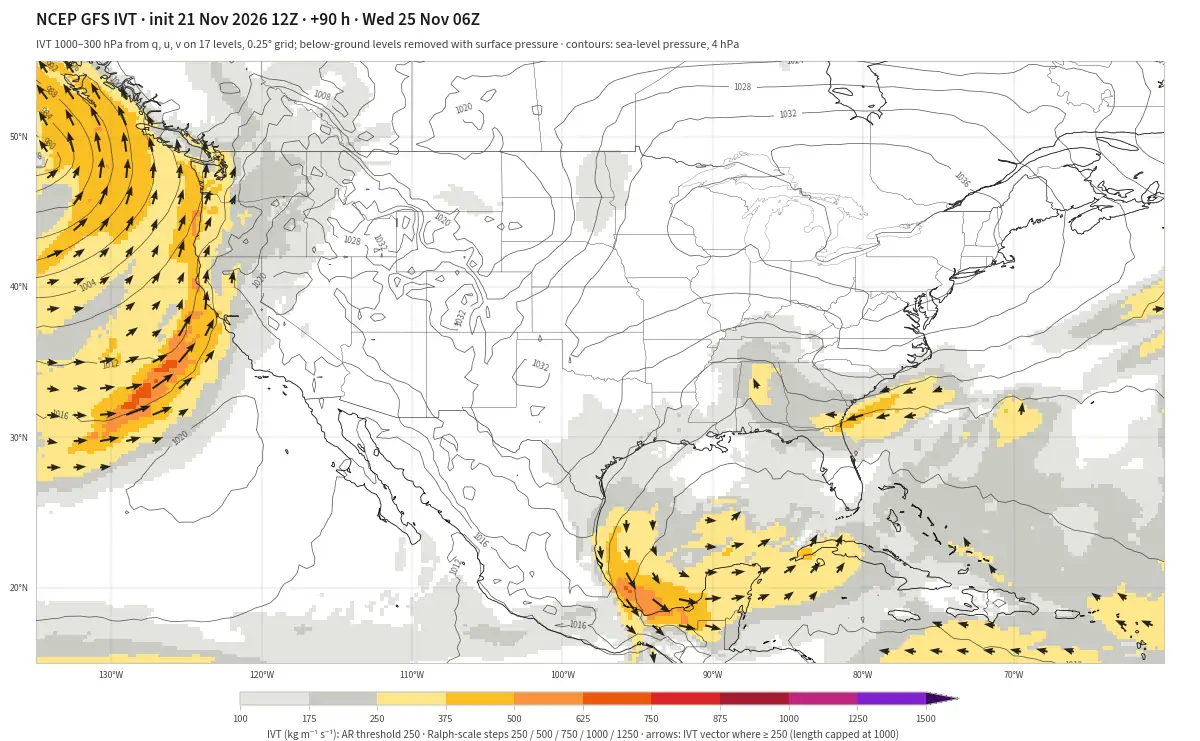 NCEP GFS IVT · init 21 Nov 2026 12Z · +90 h · Wed 25 Nov 06Z
IVT 1000–300 hPa from q, u, v on 17 levels, 0.25° grid; below-ground levels removed with surface pressure · contours: sea-level pressure, 4 hPa
1008
1020
1028
1032
1036
50°N
1020
1028
1020
1004
40°N
1032
1012
1032
1016
1020
30°N
1016
1012
20°N
1016
130°W 120°W 110°W 100°W 90°W 80°W 70°W
100 175 250 375 500 625 750 875 1000 1250 1500
IVT (kg m⁻¹ s⁻¹): AR threshold 250 · Ralph-scale steps 250 / 500 / 750 / 1000 / 1250 · arrows: IVT vector where ≥ 250 (length capped at 1000)